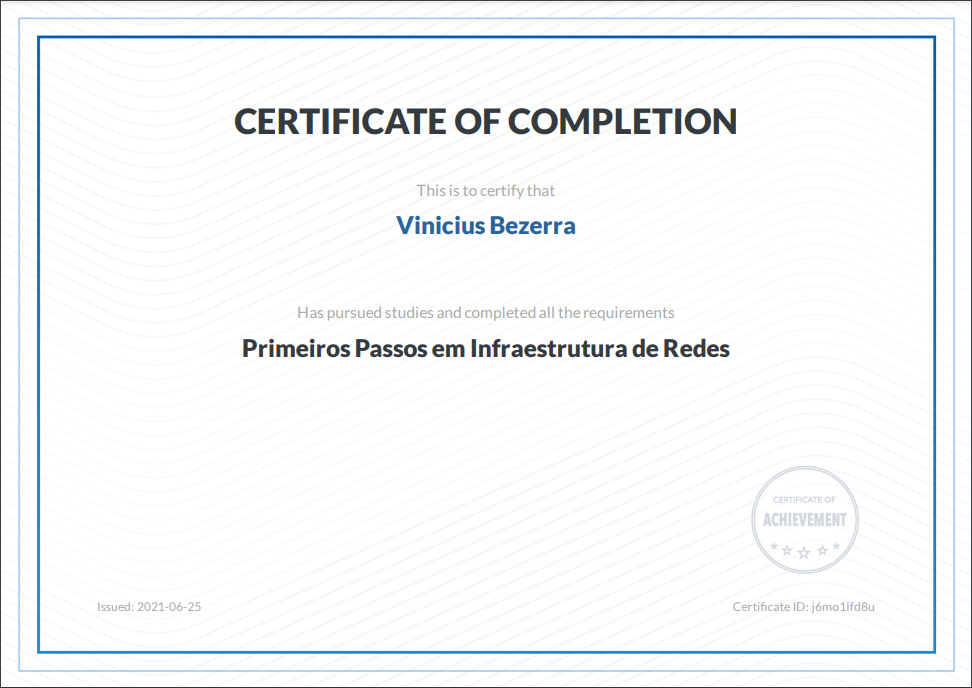 CERTIFICATE OF COMPLETION
This is to certify that
Vinicius Bezerra
Has pursued studies and completed all the requirements
Primeiros Passos em Infraestrutura de Redes
CERTIFICATE OF
ACHIEVEMENT
Issued: 2021-06-25
Certificate ID: j6mo1lfd8u